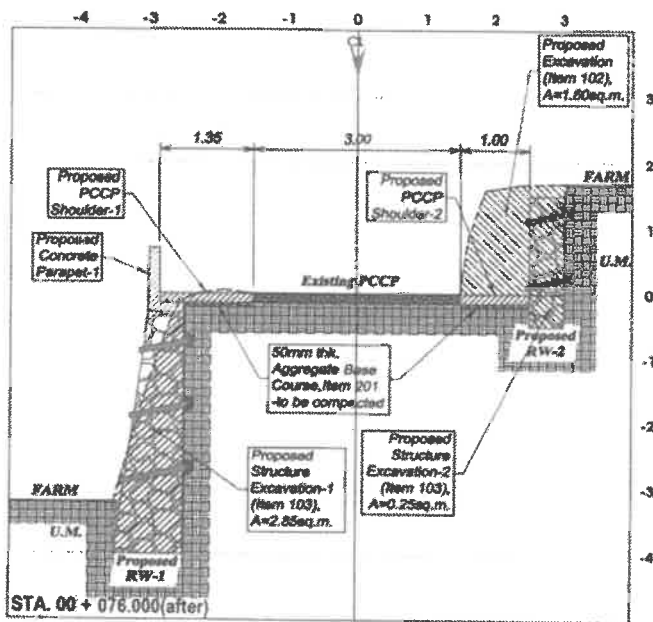 -4 -3 -2 -1 0 1 2 3
CL
Proposed
Excavation
(Item 102),
A=1.60sq.m.
3
2
1
0
-1
-2
-3
-4
1.35 3.00 1.00
Proposed
PCCP
Shoulder-1
Proposed
PCCP
Shoulder-2
FARM
U.M.
Proposed
Concrete
Parapet-1
Existing PCCP
Proposed
RW-2
50mm thk.
Aggregate Base
Course, Item 201
-to be compacted
Proposed
Structure
Excavation-1
(Item 103),
A=2.85sq.m.
Proposed
Structure
Excavation-2
(Item 103),
A=0.25sq.m.
FARM
U.M.
Proposed
RW-1
STA. 00 + 076.000(after)